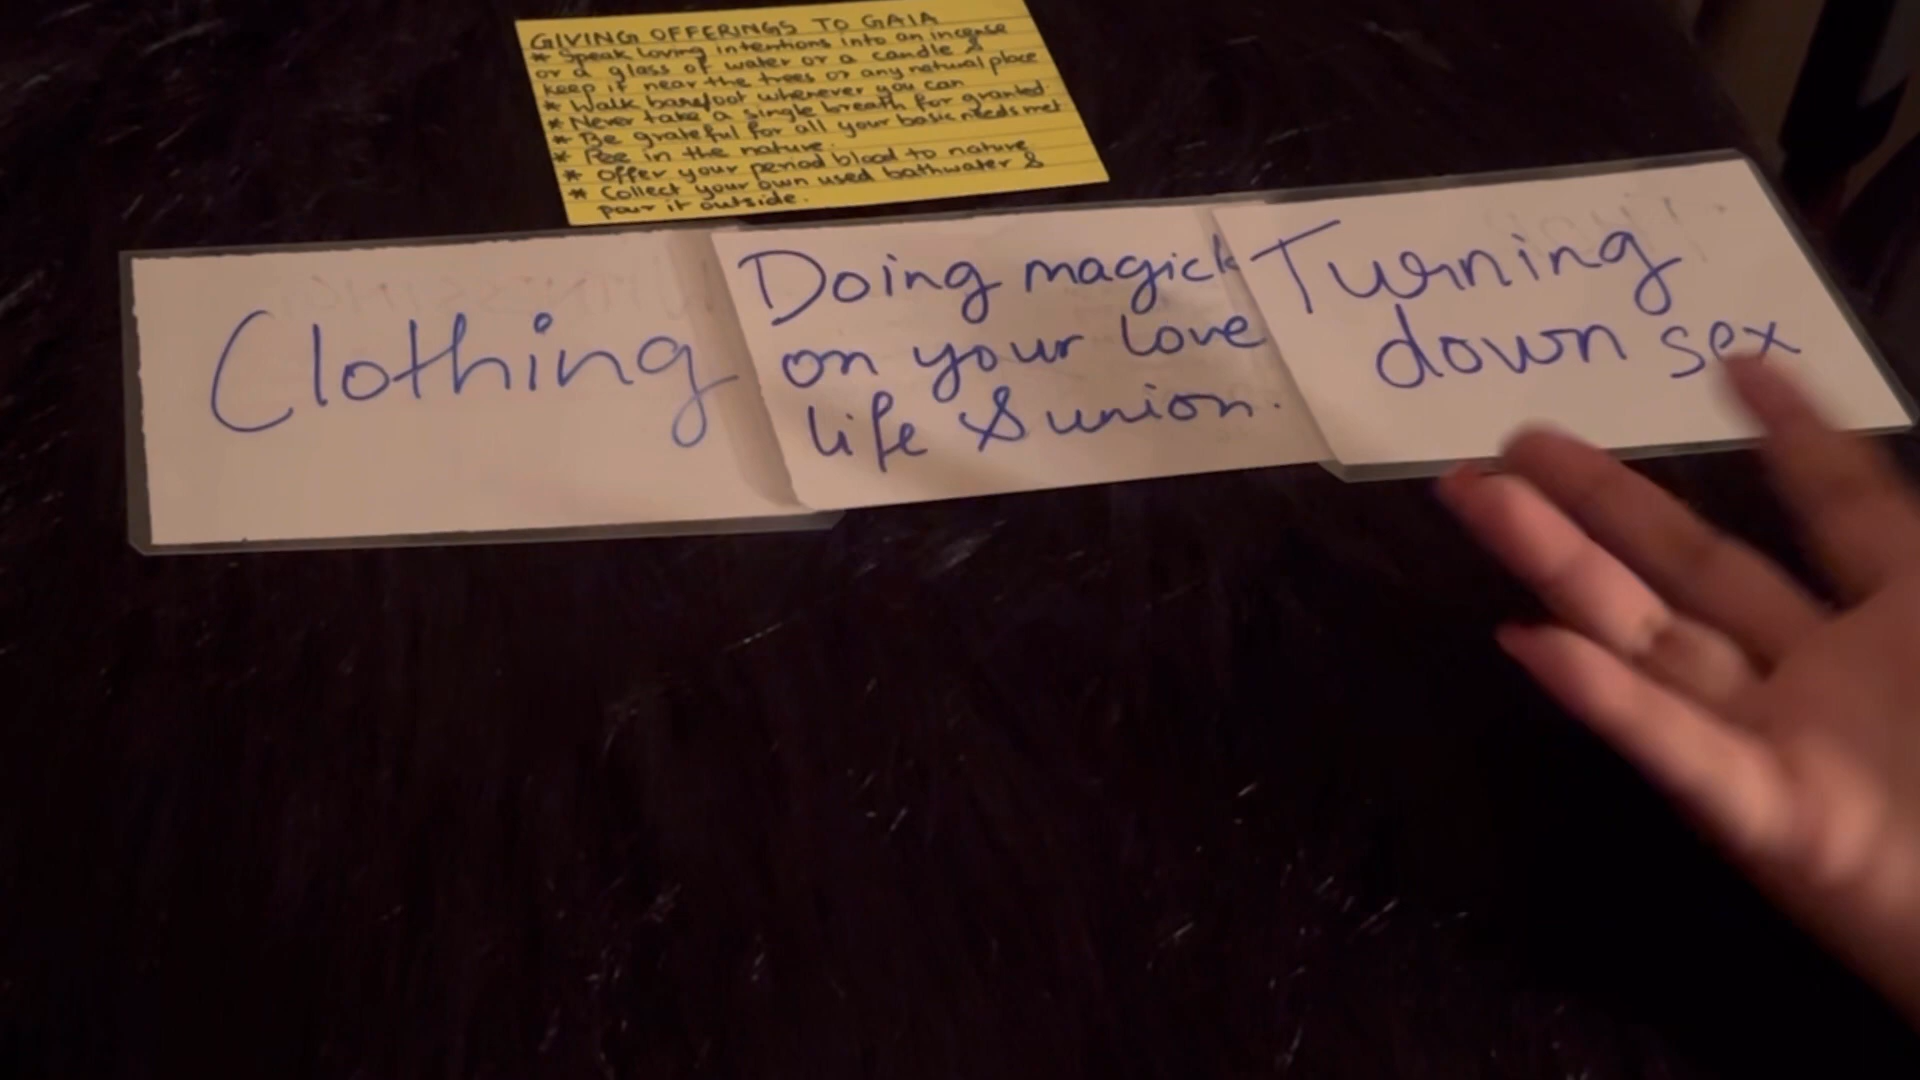 GIVING OFFERINGS TO GAIA
* Speak loving intentions into an incense
or a glass of water or a candle &
keep it near the trees or any natural place
* Walk barefoot whenever you can
* Never take a single breath for granted.
* Be grateful for all your basic needs met
* Pee in the nature.
* Offer your period blood to nature
* Collect your own used bathwater &
pour it outside.
Clothing
Doing magick
on your love
life & union.
Turning
down sex